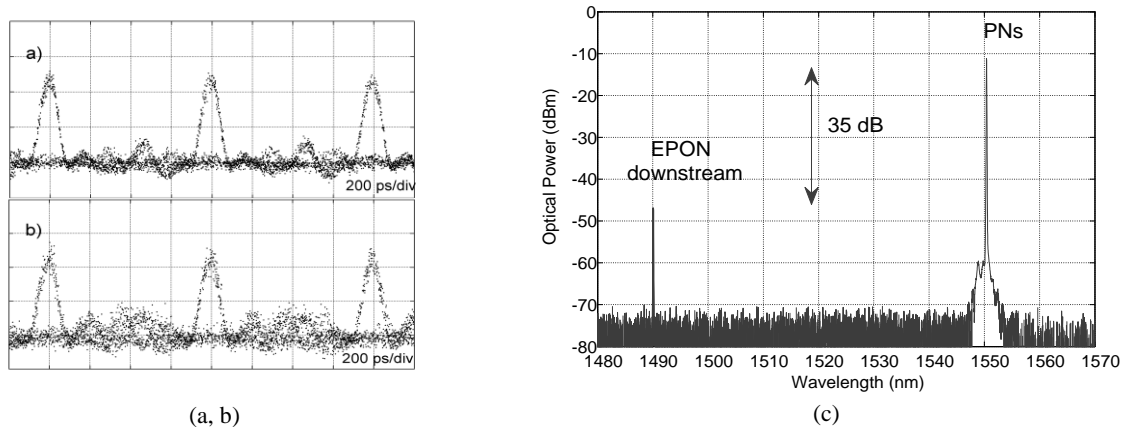 a)
200 ps/div
b)
200 ps/div
(a, b)
0
-10
-20
-30
-40
-50
-60
-70
-80
Optical Power (dBm)
PNs
35 dB
EPON
downstream
1480 1490 1500 1510 1520 1530 1540 1550 1560 1570
Wavelength (nm)
(c)